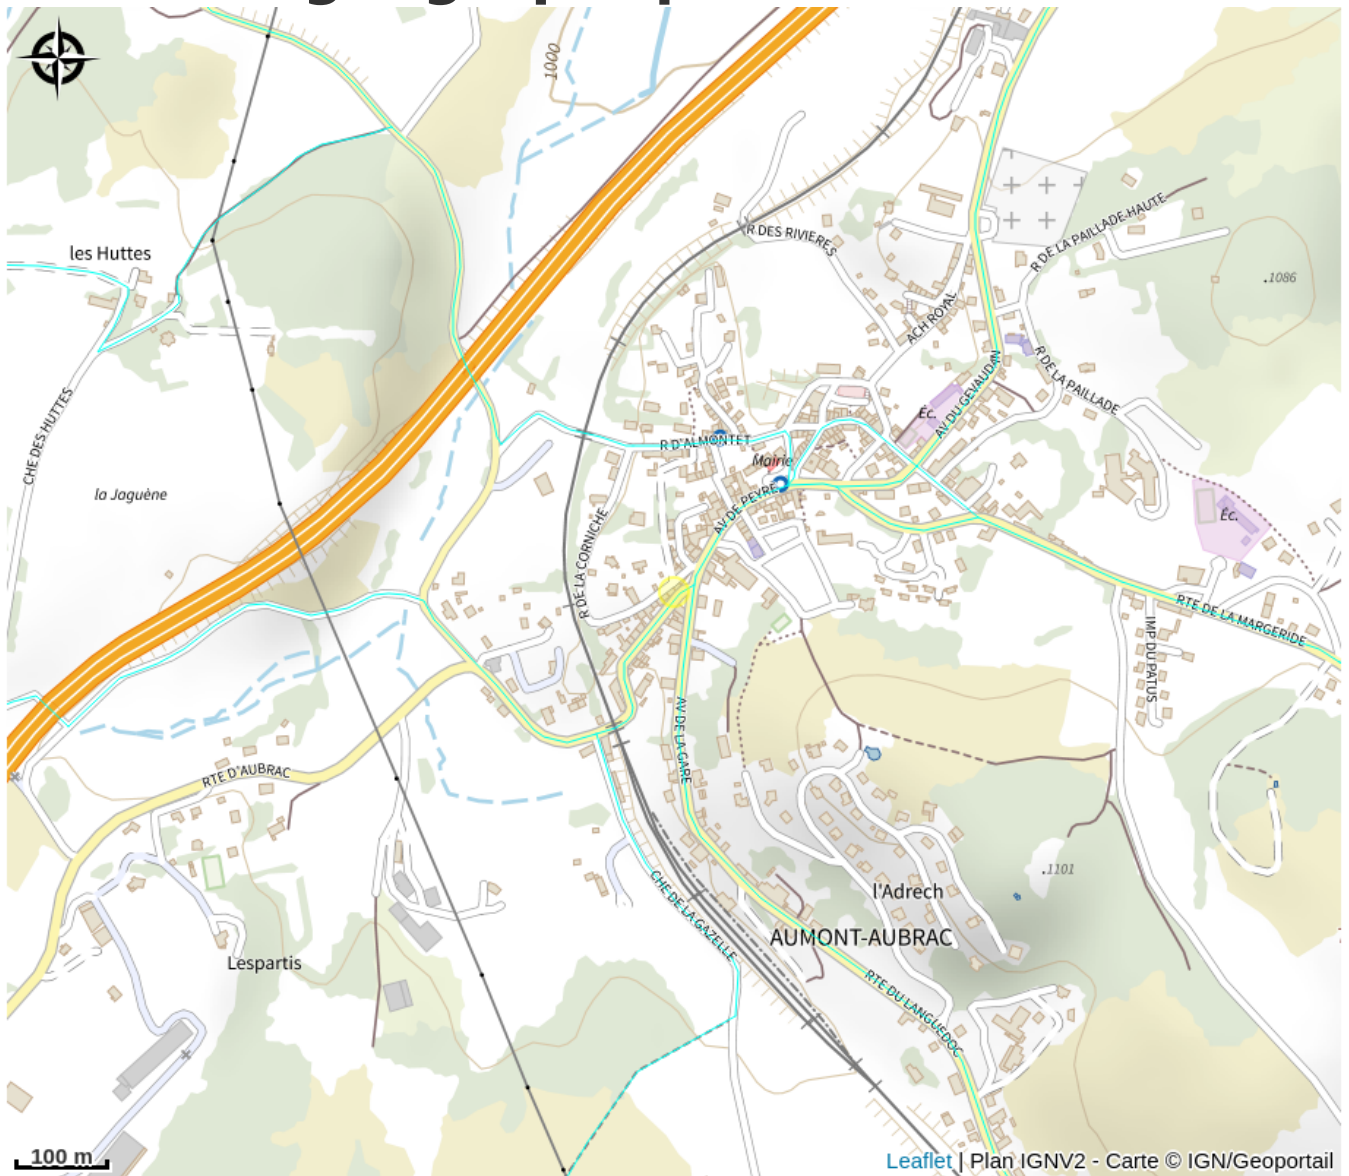 1000
les Huttes
R DES RIVIERES
R DE LA PAILLADE HAUTE
.1086
ACH ROYAL
R DE LA PAILLADE
CHE DES HUTTES
Éc.
AV DU GEVAUDAN
R D'ALMONTET
Mairie
la Jaguène
AV DE PEYRE
Éc.
R DE LA CORNICHE
RTE DE LA MARGERIDE
IMP DU PATUS
AV DE LA GARE
RTE D'AUBRAC
.1101
l'Adrech
CHE DE LA GAZELLE
AUMONT-AUBRAC
Lespartis
RTE DU LANGUEDOC
100 m
Leaflet | Plan IGNV2 - Carte © IGN/Geoportail